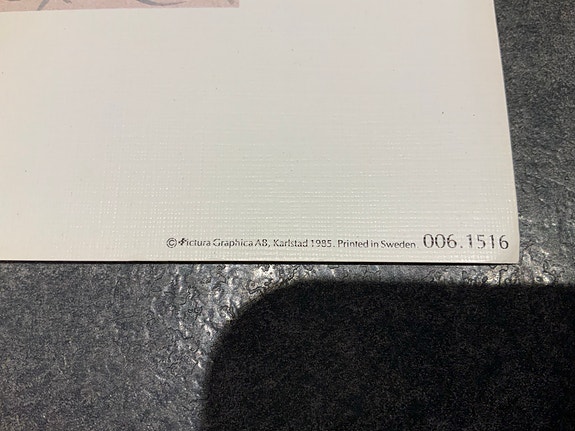 © Pictura Graphica AB, Karlstad 1985. Printed in Sweden 006.1516